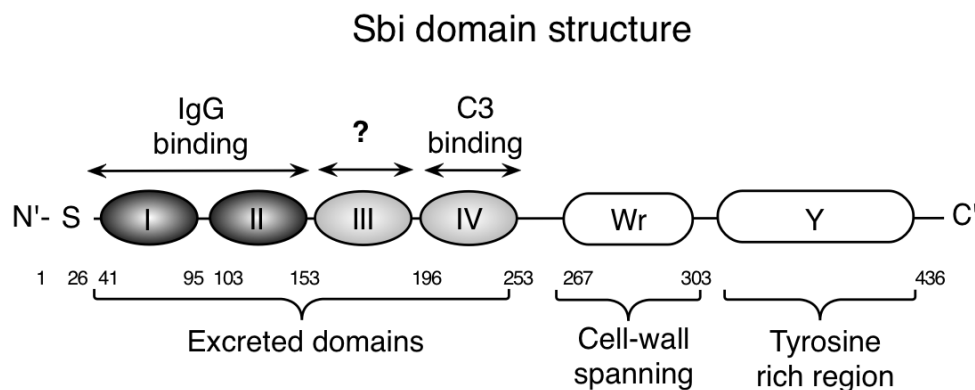 Sbi domain structure
IgG
binding
?
C3
binding
N'- S I II III IV Wr Y C'
1 26 41 95 103 153 196 253 267 303 436
Excreted domains
Cell-wall
spanning
Tyrosine
rich region